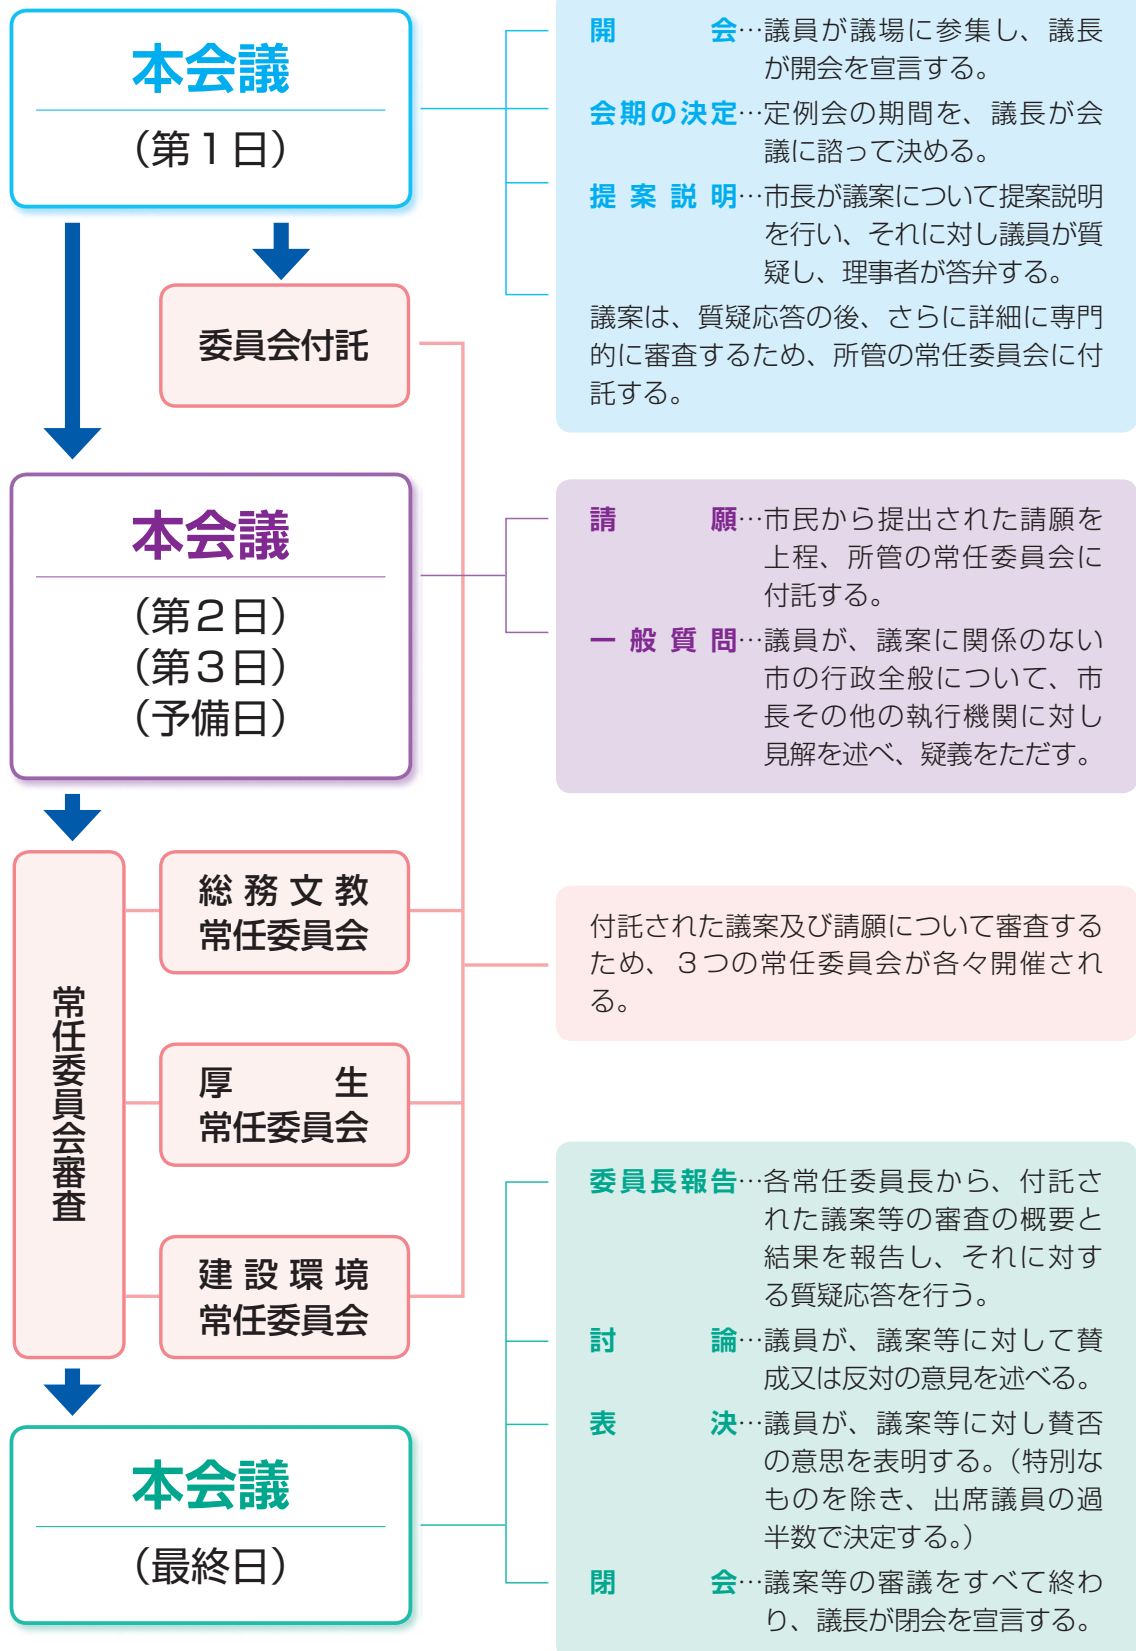 本会議
（第１日）
開会…議員が議場に参集し、議長
が開会を宣言する。
会期の決定…定例会の期間を、議長が会
議に諮って決める。
提案説明…市長が議案について提案説明
を行い、それに対し議員が質
疑し、理事者が答弁する。
議案は、質疑応答の後、さらに詳細に専門
的に審査するため、所管の常任委員会に付
託する。
委員会付託
本会議
（第２日）
（第３日）
（予備日）
請願…市民から提出された請願を
上程、所管の常任委員会に
付託する。
一般質問…議員が、議案に関係のない
市の行政全般について、市
長その他の執行機関に対し
見解を述べ、疑義をただす。
常任委員会審査
総務文教
常任委員会
厚生
常任委員会
建設環境
常任委員会
付託された議案及び請願について審査する
ため、３つの常任委員会が各々開催され
る。
本会議
（最終日）
委員長報告…各常任委員長から、付託さ
れた議案等の審査の概要と
結果を報告し、それに対す
る質疑応答を行う。
討論…議員が、議案等に対して賛
成又は反対の意見を述べる。
表決…議員が、議案等に対し賛否
の意思を表明する。（特別な
ものを除き、出席議員の過
半数で決定する。）
閉会…議案等の審議をすべて終わ
り、議長が閉会を宣言する。